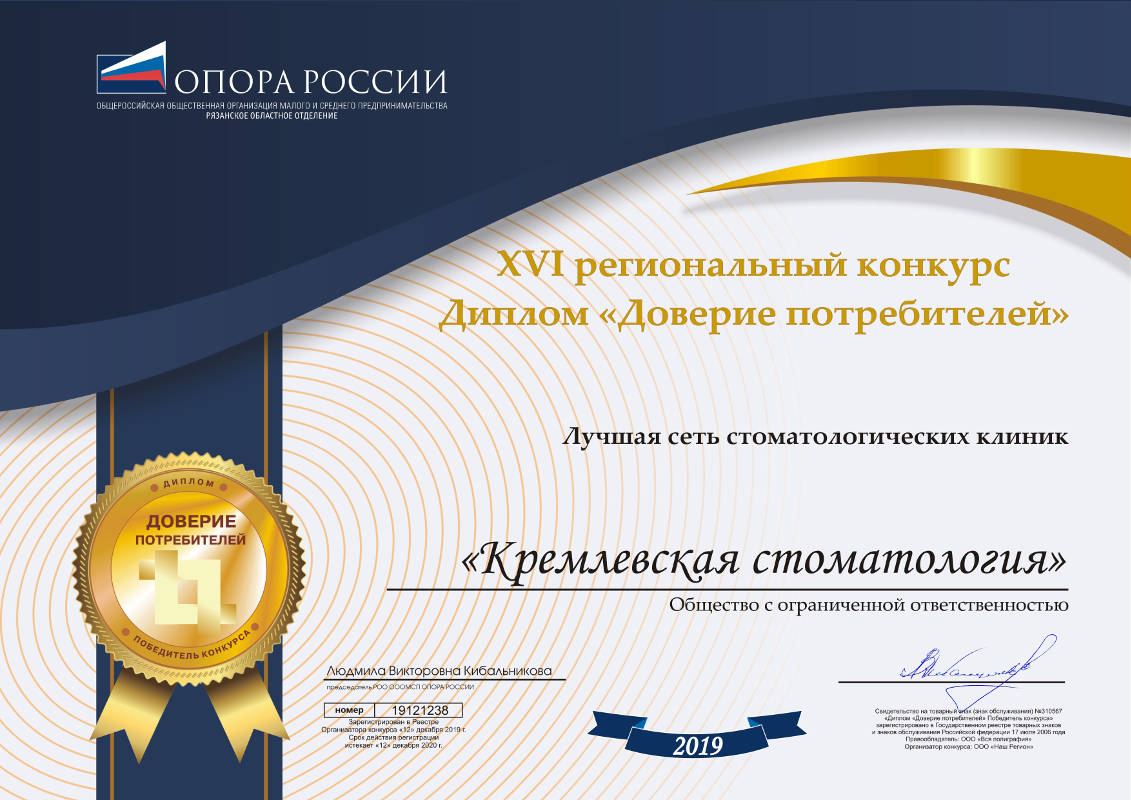 ОПОРА РОССИИ
ОБЩЕРОССИЙСКАЯ ОБЩЕСТВЕННАЯ ОРГАНИЗАЦИЯ МАЛОГО И СРЕДНЕГО ПРЕДПРИНИМАТЕЛЬСТВА
РЯЗАНСКОЕ ОБЛАСТНОЕ ОТДЕЛЕНИЕ
XVI региональный конкурс
Диплом «Доверие потребителей»
Лучшая сеть стоматологических клиник
«Кремлевская стоматология»
Общество с ограниченной ответственностью
ДИПЛОМ
ДОВЕРИЕ
ПОТРЕБИТЕЛЕЙ
ПОБЕДИТЕЛЬ КОНКУРСА
Людмила Викторовна Кибальникова
председатель РОО ОООМСП ОПОРА РОССИИ
номер 19121238
Зарегистрирован в Реестре
Организатора конкурса «12» декабря 2019 г.
Срок действия регистрации
истекает «12» декабря 2020 г.
2019
Свидетельство на товарный знак (знак обслуживания) №310567
«Диплом «Доверие потребителей» Победитель конкурса»
зарегистрировано в Государственном реестре товарных знаков
и знаков обслуживания Российской федерации 17 июля 2006 года
Правообладатель: ООО «Вся полиграфия»
Организатор конкурса: ООО «Наш Регион»